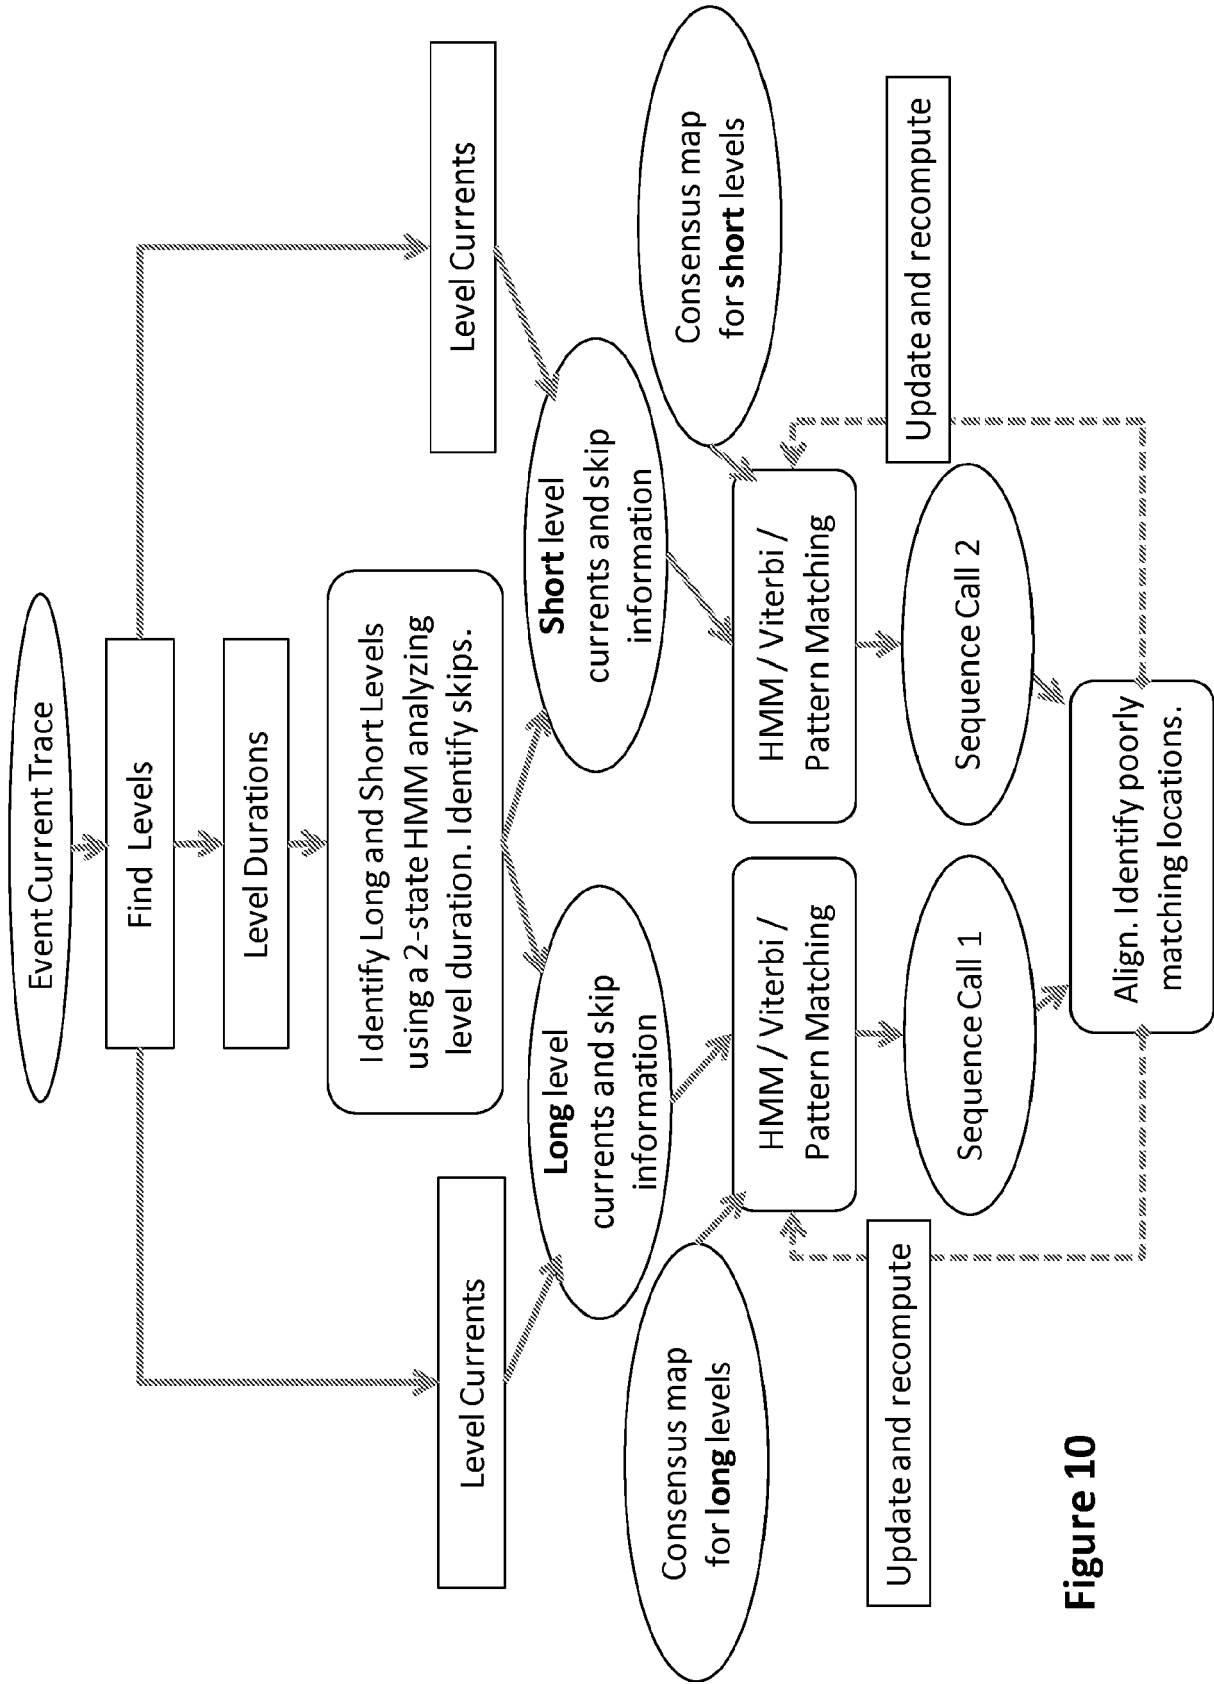 Event Current Trace
Find Levels
Level Durations
Identify Long and Short Levels
using a 2-state HMM analyzing
level duration. Identify skips.
Level Currents
Level Currents
Long level
currents and skip
information
Short level
currents and skip
information
Consensus map
for long levels
Consensus map
for short levels
HMM / Viterbi /
Pattern Matching
HMM / Viterbi /
Pattern Matching
Sequence Call 1
Sequence Call 2
Update and recompute
Update and recompute
Align. Identify poorly
matching locations.
Figure 10